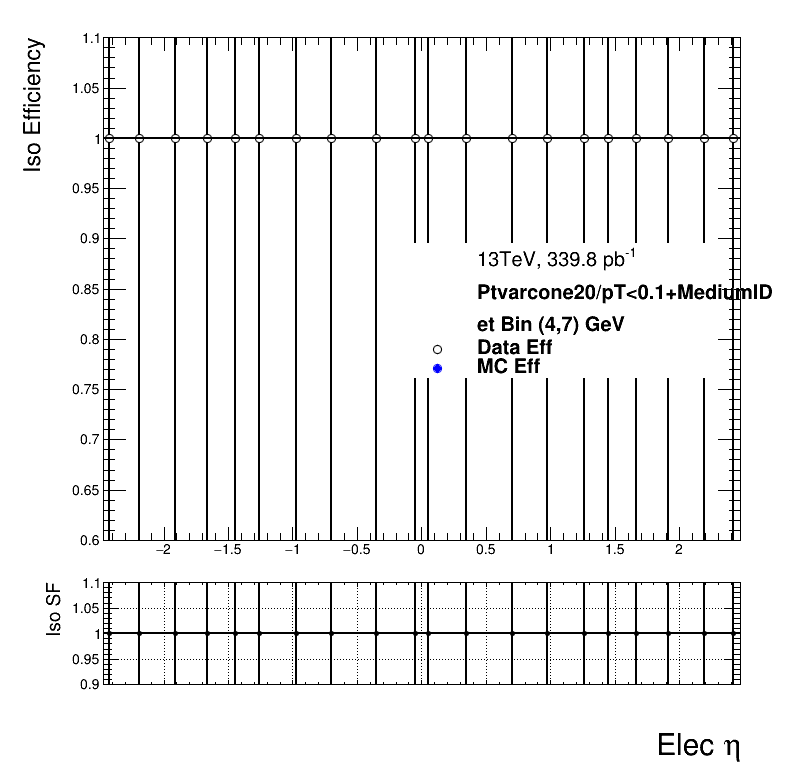 Iso Efficiency
1.1
1.05
1
0.95
0.9
0.85
0.8
0.75
0.7
0.65
0.6
13TeV, 339.8 pb⁻¹
Ptvarcone20/pT<0.1+MediumID
et Bin (4,7) GeV
Data Eff
MC Eff
−2 −1.5 −1 −0.5 0 0.5 1 1.5 2
Iso SF
1.1
1.05
1
0.95
0.9
Elec η